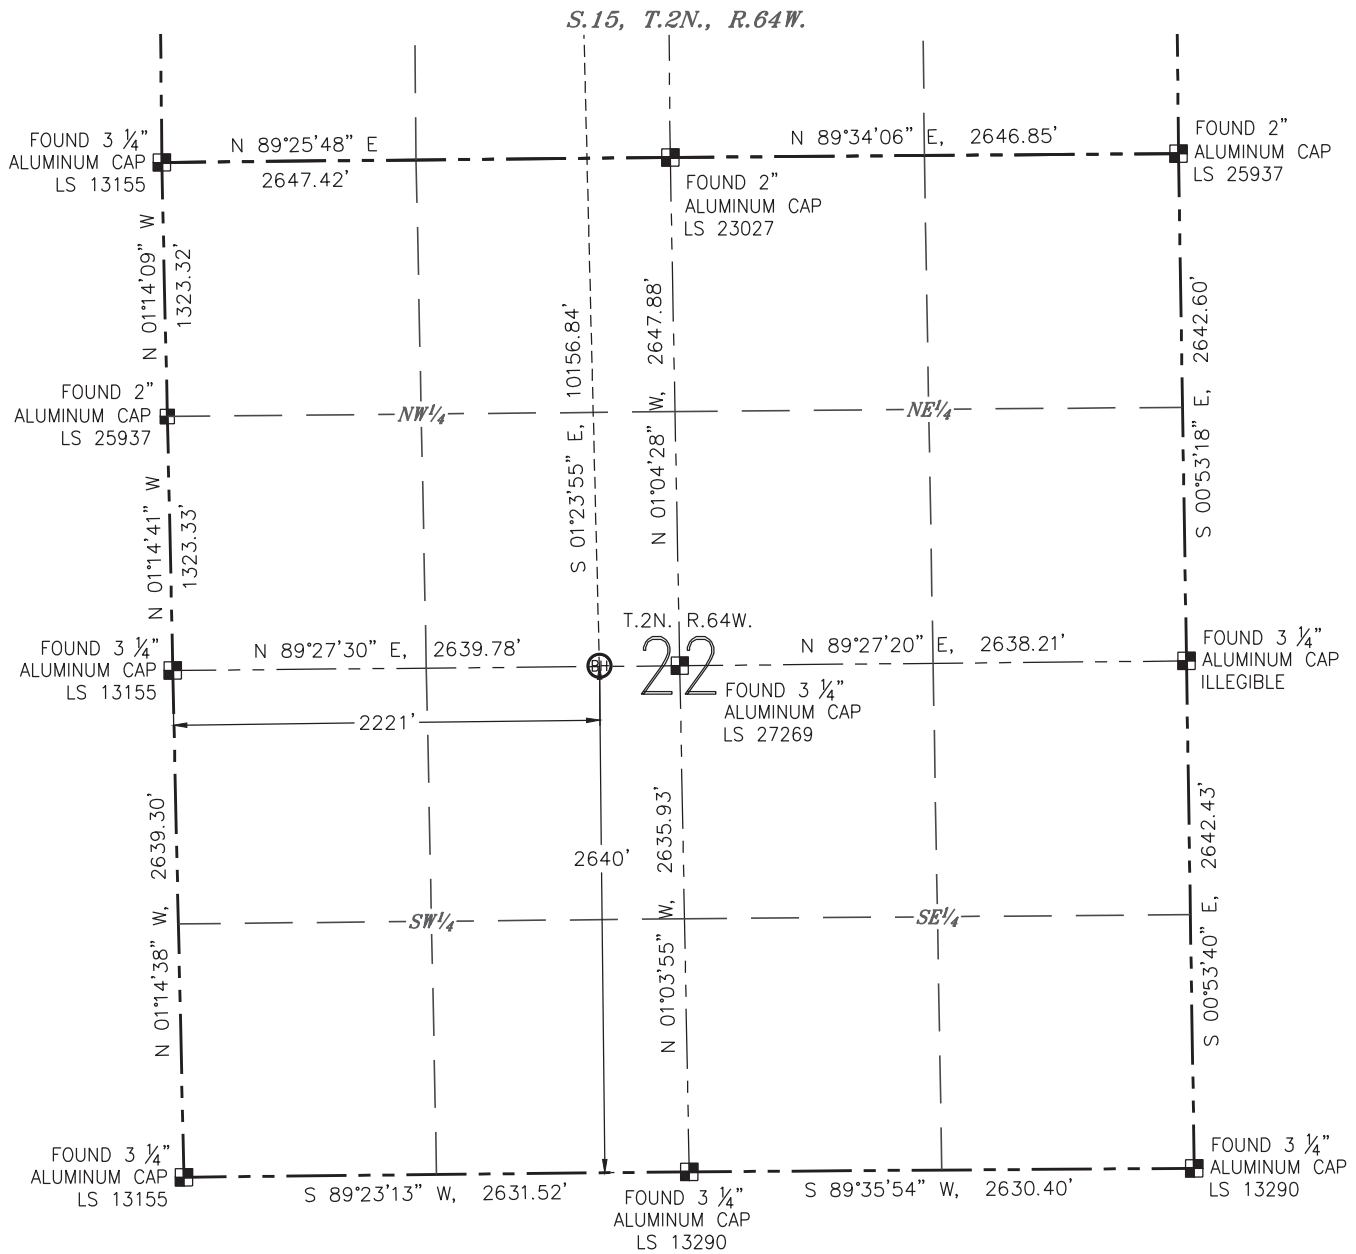 S.15, T.2N., R.64W.
FOUND 3 ¼"
ALUMINUM CAP
LS 13155
N 89°25'48" E
2647.42'
N 89°34'06" E, 2646.85'
FOUND 2"
ALUMINUM CAP
LS 25937
FOUND 2"
ALUMINUM CAP
LS 23027
N 01°14'09" W
1323.32'
S 01°23'55" E, 10156.84'
N 01°04'28" W, 2647.88'
S 00°53'18" E, 2642.60'
FOUND 2"
ALUMINUM CAP
LS 25937
NW¼
NE¼
N 01°14'41" W
1323.33'
T.2N. R.64W.
22
FOUND 3 ¼"
ALUMINUM CAP
LS 13155
N 89°27'30" E, 2639.78'
BH
N 89°27'20" E, 2638.21'
FOUND 3 ¼"
ALUMINUM CAP
ILLEGIBLE
FOUND 3 ¼"
ALUMINUM CAP
LS 27269
2221'
N 01°14'38" W, 2639.30'
2640'
N 01°03'55" W, 2635.93'
S 00°53'40" E, 2642.43'
SW¼
SE¼
FOUND 3 ¼"
ALUMINUM CAP
LS 13155
S 89°23'13" W, 2631.52'
FOUND 3 ¼"
ALUMINUM CAP
LS 13290
S 89°35'54" W, 2630.40'
FOUND 3 ¼"
ALUMINUM CAP
LS 13290